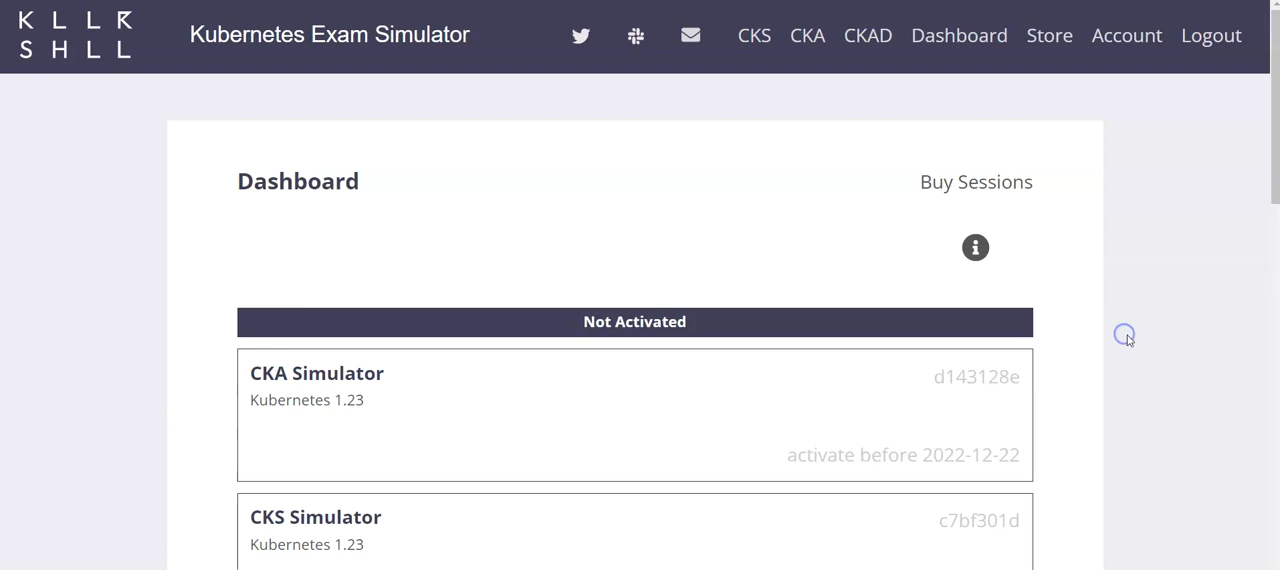 K L L R
S H L L
Kubernetes Exam Simulator
CKS CKA CKAD Dashboard Store Account Logout
Dashboard
Buy Sessions
Not Activated
CKA Simulator
d143128e
Kubernetes 1.23
activate before 2022-12-22
CKS Simulator
c7bf301d
Kubernetes 1.23